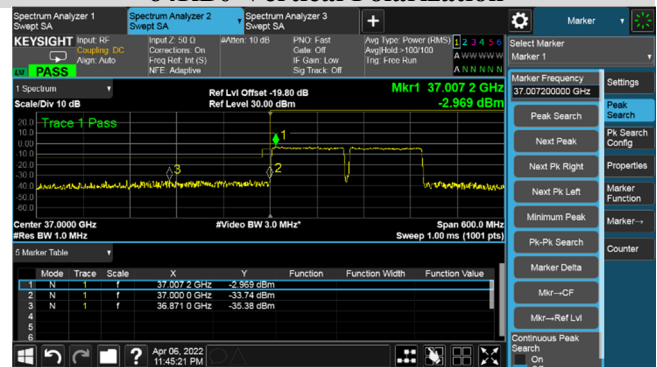 Spectrum Analyzer 1
Swept SA
Spectrum Analyzer 2
Swept SA
Spectrum Analyzer 3
Swept SA
+
Marker
KEYSIGHT
Input: RF
Coupling: DC
Align: Auto
Input Z: 50 Ω
Corrections: On
Freq Ref: Int (S)
NFE: Adaptive
#Atten: 10 dB
PNO: Fast
Gate: Off
IF Gain: Low
Sig Track: Off
Avg Type: Power (RMS)
Avg|Hold:>100/100
Trig: Free Run
1 2 3 4 5 6
A W W W W W
A N N N N N
PASS
Select Marker
Marker 1
1 Spectrum
Scale/Div 10 dB
Ref Lvl Offset -19.80 dB
Ref Level 30.00 dBm
Mkr1 37.007 2 GHz
-2.969 dBm
Trace 1 Pass
20.0
10.0
0.00
-10.0
-20.0
-30.0
-40.0
-50.0
-60.0
1
2
3
Center 37.0000 GHz
#Res BW 1.0 MHz
#Video BW 3.0 MHz*
Span 600.0 MHz
Sweep 1.00 ms (1001 pts)
5 Marker Table
Mode Trace Scale X Y Function Function Width Function Value
1 N 1 f 37.007 2 GHz -2.969 dBm
2 N 1 f 37.000 0 GHz -33.74 dBm
3 N 1 f 36.871 0 GHz -35.38 dBm
4
5
6
Marker Frequency
37.007200000 GHz
Peak Search
Next Peak
Next Pk Right
Next Pk Left
Minimum Peak
Pk-Pk Search
Marker Delta
Mkr→CF
Mkr→Ref Lvl
Continuous Peak
Search
On
Settings
Peak
Search
Pk Search
Config
Properties
Marker
Function
Marker→
Counter
?
Apr 06, 2022
11:45:21 PM